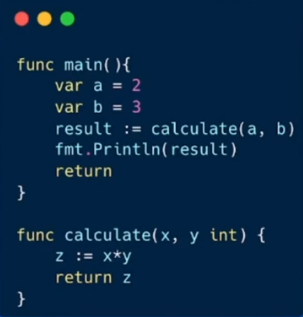 func main(){
    var a = 2
    var b = 3
    result := calculate(a, b)
    fmt.Println(result)
    return
}

func calculate(x, y int) {
    z := x*y
    return z
}